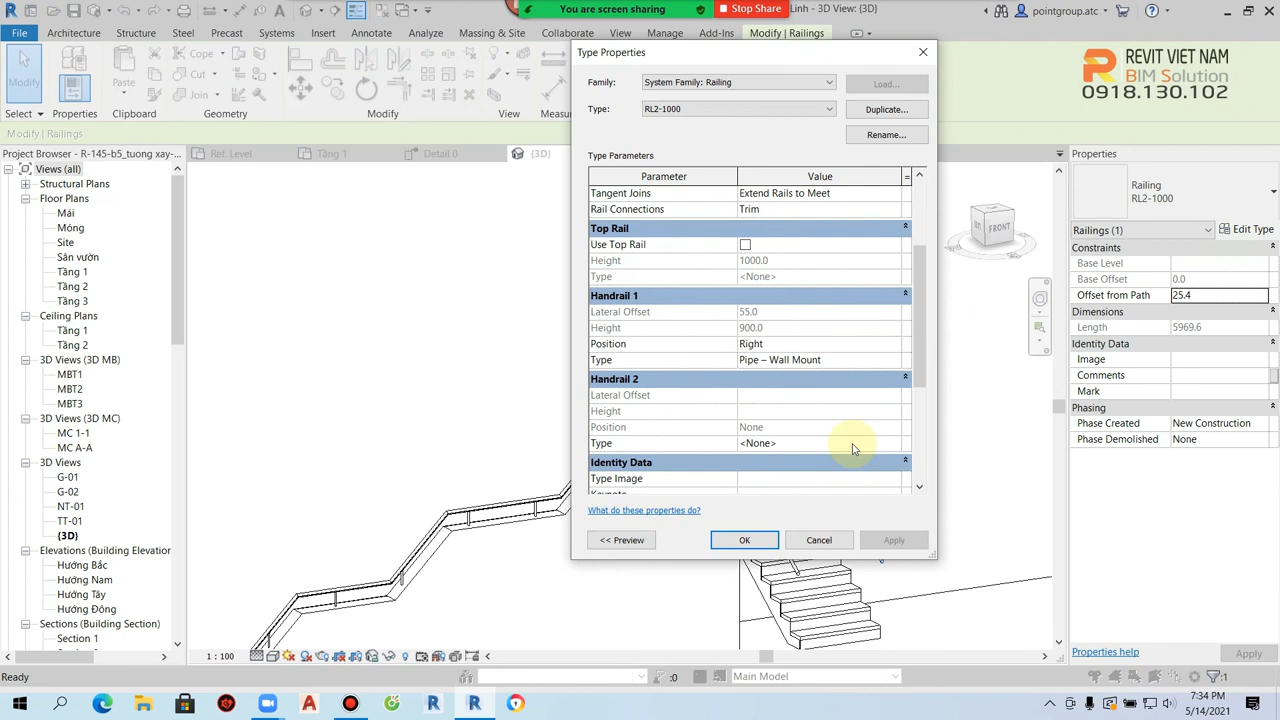 You are screen sharing
Stop Share
Linh - 3D View: {3D}
pointgroup.atc
File
Architecture
Structure
Steel
Precast
Systems
Insert
Annotate
Analyze
Massing & Site
Collaborate
View
Manage
Add-Ins
Modify | Railings
Modify
Properties
Paste
Cope
Cut
Join
Select
Properties
Clipboard
Geometry
Modify
View
REVIT VIET NAM
BIM Solution
0918.130.102
Modify | Railings
Project Browser - R-145-b5_tuong xay-...
Ref. Level
Tầng 1
Detail 0
{3D}
Views (all)
Structural Plans
Floor Plans
Mái
Móng
Site
Sân vườn
Tầng 1
Tầng 2
Tầng 3
Ceiling Plans
Tầng 1
Tầng 2
3D Views (3D MB)
MBT1
MBT2
MBT3
3D Views (3D MC)
MC 1-1
MC A-A
3D Views
G-01
G-02
NT-01
TT-01
{3D}
Elevations (Building Elevation
Hướng Bắc
Hướng Nam
Hướng Tây
Hướng Đông
Sections (Building Section)
Section 1
Type Properties
Family:
System Family: Railing
Load...
Type:
RL2-1000
Duplicate...
Rename...
Type Parameters
Parameter
Value
=
Tangent Joins
Extend Rails to Meet
Rail Connections
Trim
Top Rail
Use Top Rail
Height
1000.0
Type
<None>
Handrail 1
Lateral Offset
55.0
Height
900.0
Position
Right
Type
Pipe – Wall Mount
Handrail 2
Lateral Offset
Height
Position
None
Type
<None>
Identity Data
Type Image
Keynote
What do these properties do?
<< Preview
OK
Cancel
Apply
FRONT
Properties
Railing
RL2-1000
Railings (1)
Edit Type
Constraints
Base Level
Base Offset
0.0
Offset from Path
25.4
Dimensions
Length
5969.6
Identity Data
Image
Comments
Mark
Phasing
Phase Created
New Construction
Phase Demolished
None
Properties help
Apply
1 : 100
Ready
:0
Main Model
:1
7:34 PM
5/14/2021